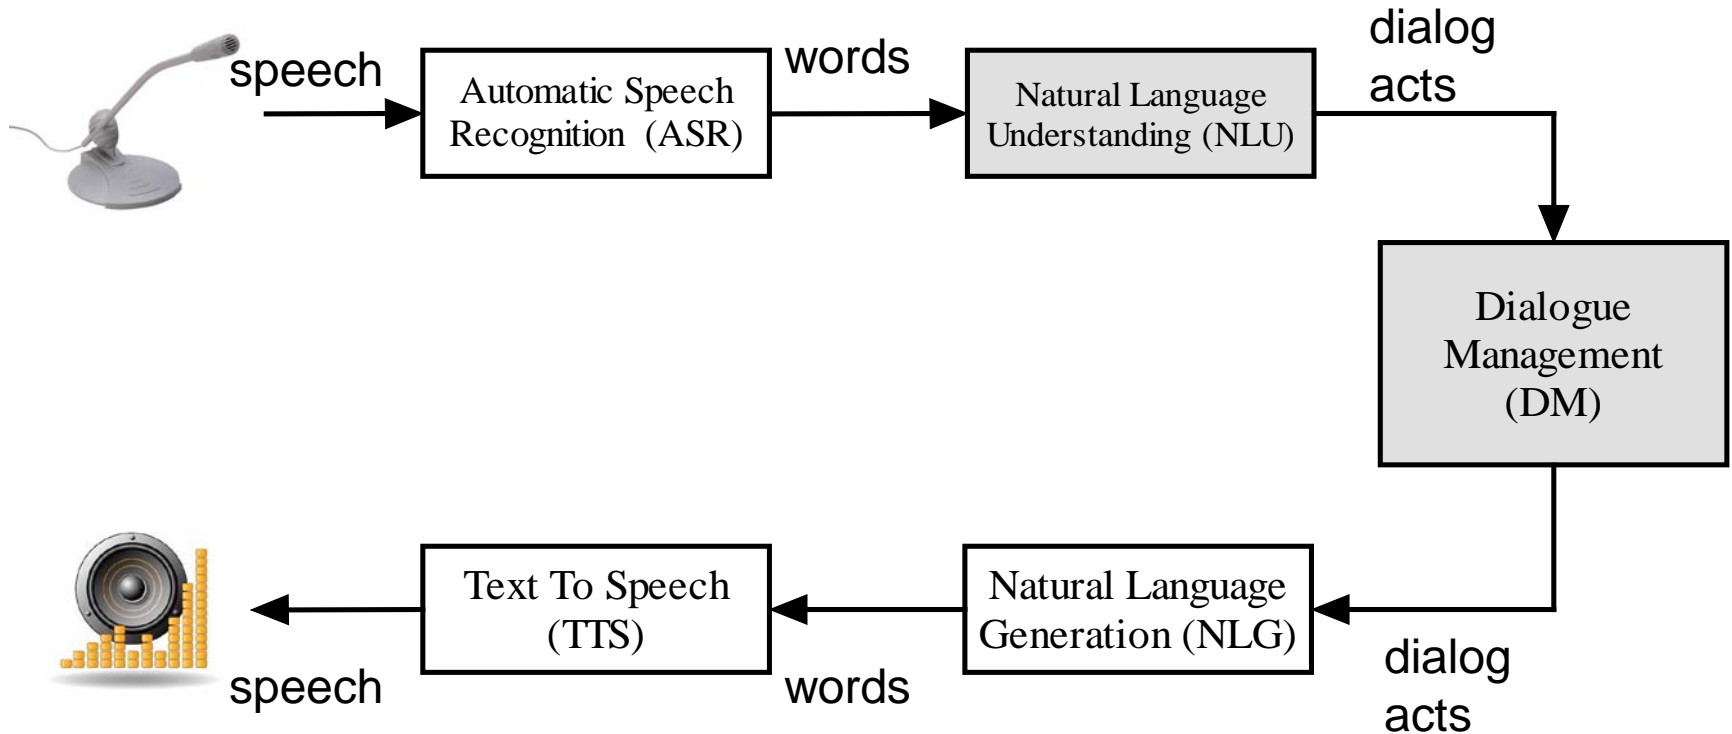 speech
Automatic Speech
Recognition (ASR)
words
Natural Language
Understanding (NLU)
dialog
acts
Dialogue
Management
(DM)
dialog
acts
Natural Language
Generation (NLG)
words
Text To Speech
(TTS)
speech